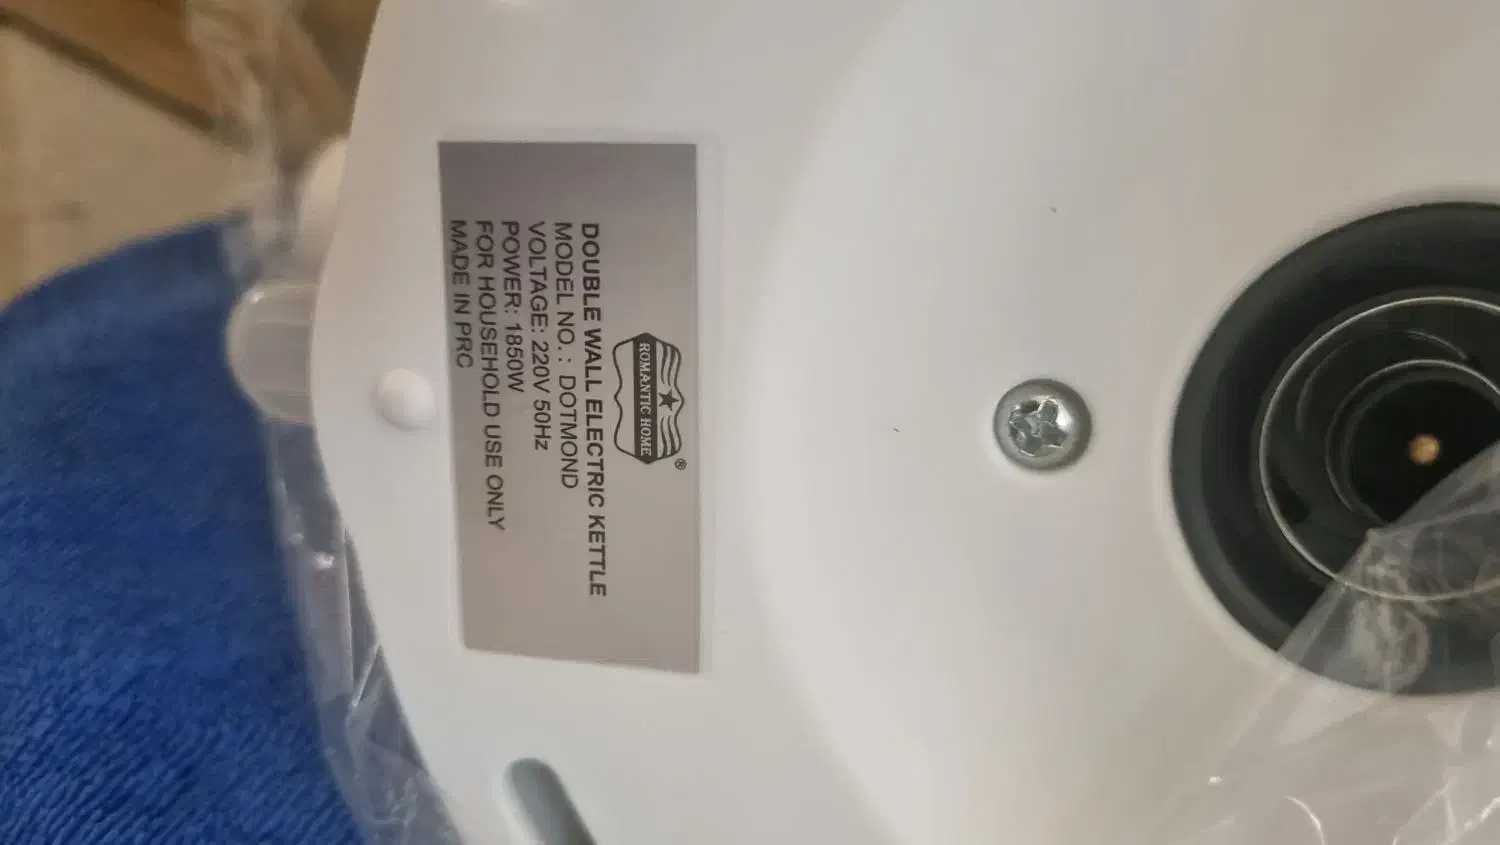 ROMANTIC HOME
®
DOUBLE WALL ELECTRIC KETTLE
MODEL NO. : DOTMOND
VOLTAGE: 220V 50Hz
POWER: 1850W
FOR HOUSEHOLD USE ONLY
MADE IN PRC